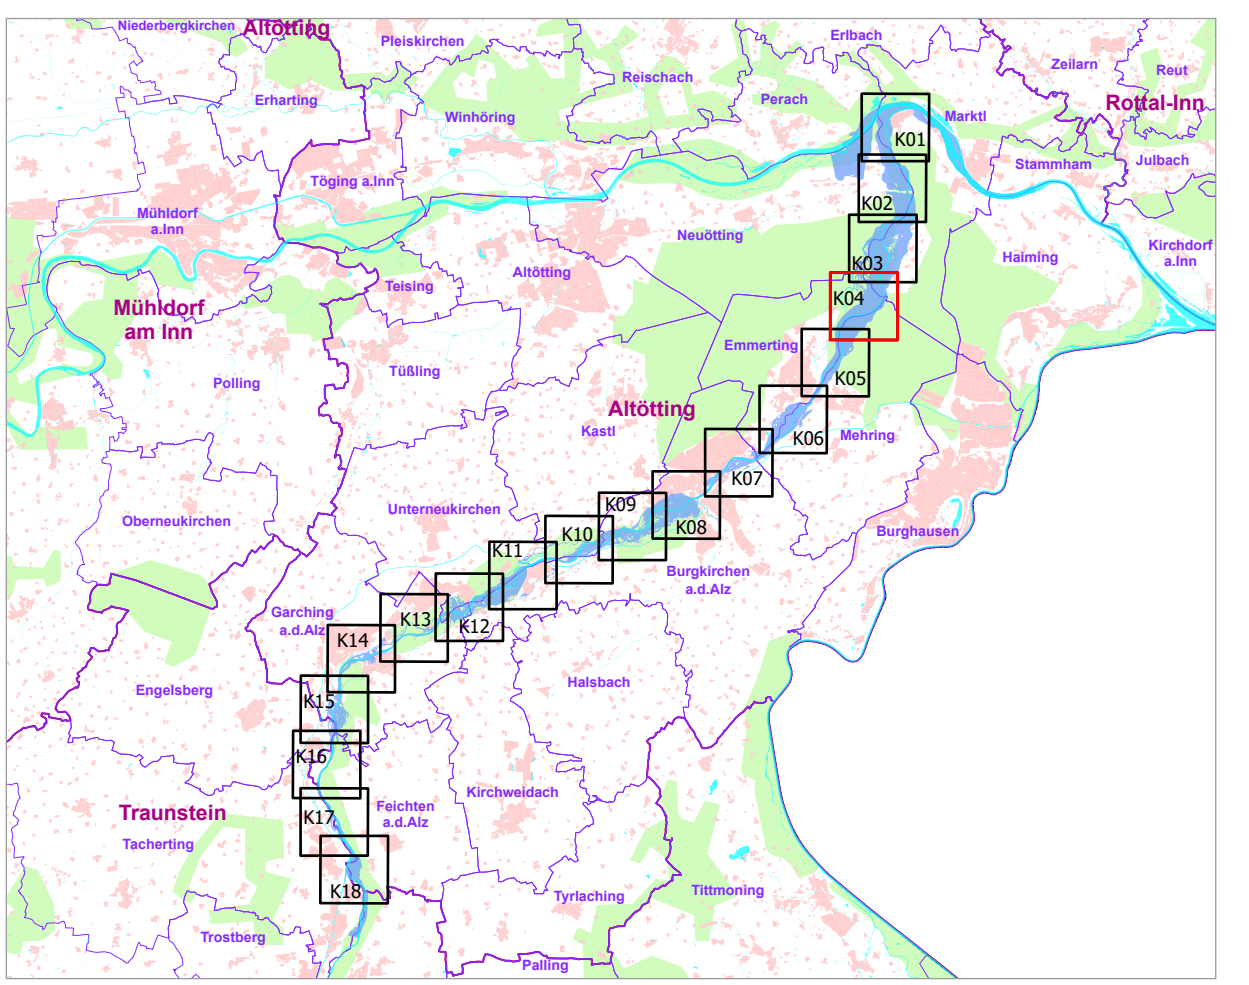 Niederbergkirchen
Altötting
Pleiskirchen
Erlbach
Zeilarn
Reut
Reischach
Erharting
Perach
Rottal-Inn
Winhöring
Marktl
K01
Stammham
Julbach
Töging a.Inn
K02
Mühldorf
a.Inn
Neuötting
Kirchdorf
a.Inn
Haiming
K03
Altötting
Teising
K04
Mühldorf
am Inn
Emmerting
Tüßling
K05
Polling
Altötting
Kastl
Mehring
K06
K07
K09
Unterneukirchen
Oberneukirchen
K08
Burghausen
K10
K11
Burgkirchen
a.d.Alz
Garching
a.d.Alz
K13
K12
K14
Halsbach
Engelsberg
K15
K16
Kirchweidach
Feichten
a.d.Alz
Traunstein
K17
Tacherting
K18
Tittmoning
Tyrlaching
Trostberg
Palling